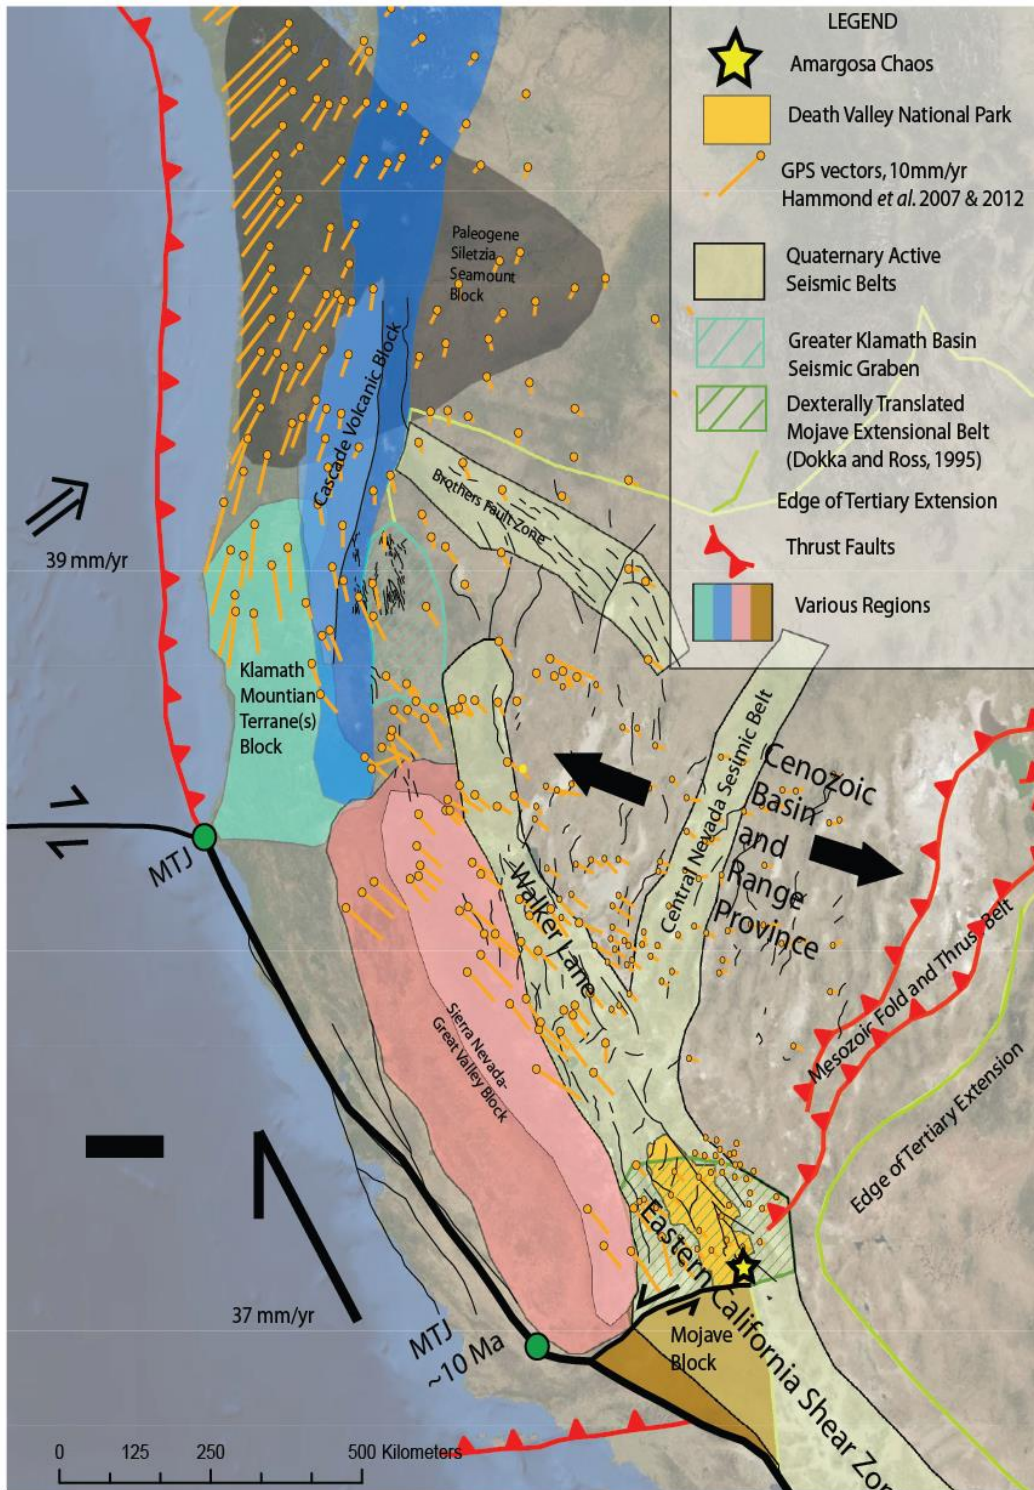 LEGEND
Amargosa Chaos
Death Valley National Park
GPS vectors, 10mm/yr
Hammond et al. 2007 & 2012
Quaternary Active
Seismic Belts
Greater Klamath Basin
Seismic Graben
Dexterally Translated
Mojave Extensional Belt
(Dokka and Ross, 1995)
Edge of Tertiary Extension
Thrust Faults
Various Regions
Paleogene
Siletzia
Seamount
Block
Cascade Volcanic Block
Brothers Fault Zone
39 mm/yr
Klamath
Mountian
Terrane(s)
Block
MTJ
Central Nevada Sesimic Belt
Cenozoic
Basin
and
Range
Province
Walker Lane
Sierra Nevada-
Great Valley Block
Mesozoic Fold and Thrust Belt
Edge of Tertiary Extension
Eastern California Shear Zon
37 mm/yr
MTJ
~10 Ma
Mojave
Block
0 125 250 500 Kilometers